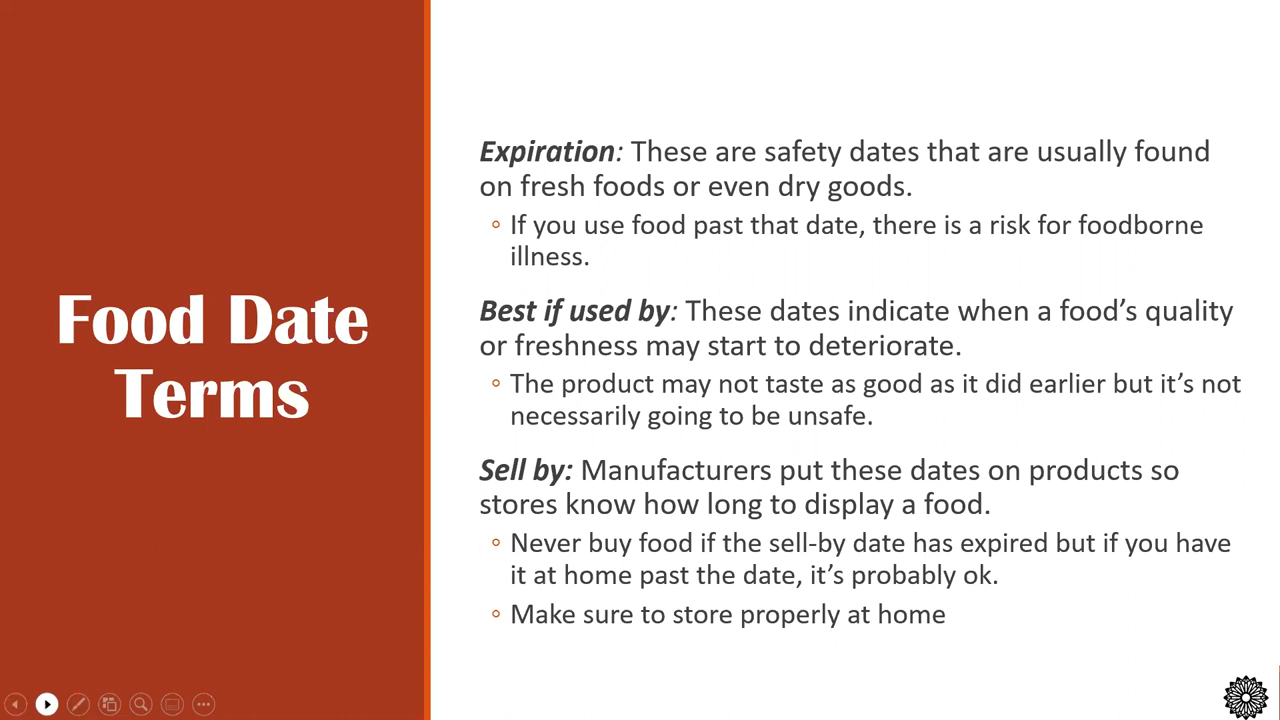 Food Date
Terms
Expiration: These are safety dates that are usually found
on fresh foods or even dry goods.
° If you use food past that date, there is a risk for foodborne
illness.
Best if used by: These dates indicate when a food’s quality
or freshness may start to deteriorate.
° The product may not taste as good as it did earlier but it’s not
necessarily going to be unsafe.
Sell by: Manufacturers put these dates on products so
stores know how long to display a food.
° Never buy food if the sell-by date has expired but if you have
it at home past the date, it’s probably ok.
° Make sure to store properly at home